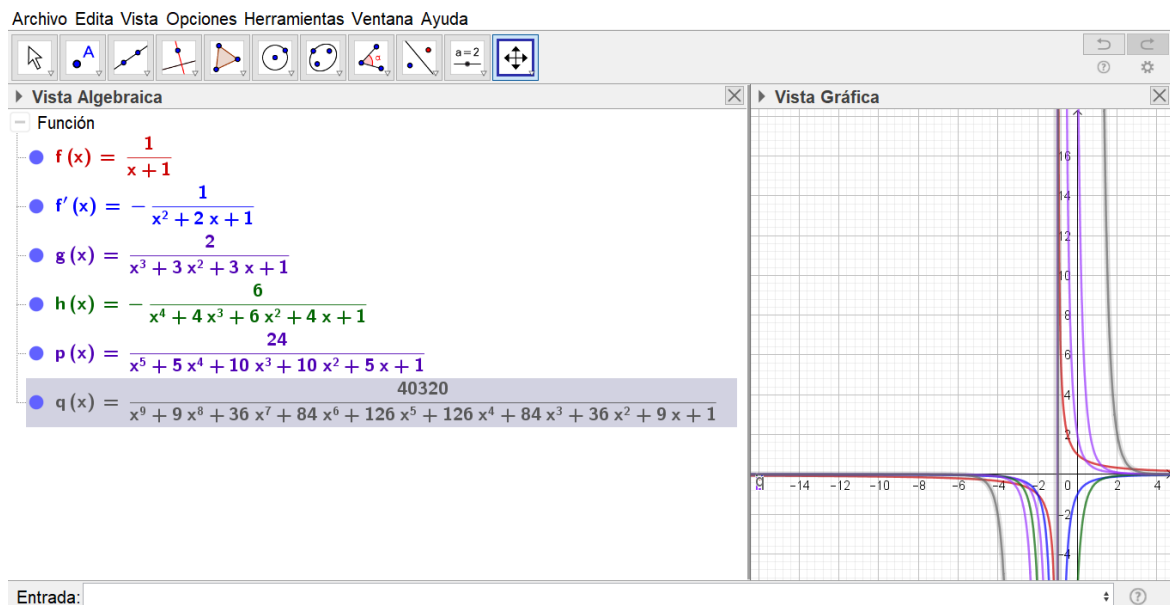 Archivo Edita Vista Opciones Herramientas Ventana Ayuda
A α a=2
Vista Algebraica
Vista Gráfica
Función
f(x) = 1/(x + 1)
f′(x) = − 1/(x² + 2 x + 1)
g(x) = 2/(x³ + 3 x² + 3 x + 1)
h(x) = − 6/(x⁴ + 4 x³ + 6 x² + 4 x + 1)
p(x) = 24/(x⁵ + 5 x⁴ + 10 x³ + 10 x² + 5 x + 1)
q(x) = 40320/(x⁹ + 9 x⁸ + 36 x⁷ + 84 x⁶ + 126 x⁵ + 126 x⁴ + 84 x³ + 36 x² + 9 x + 1)
16
14
12
10
8
6
4
2
-14 -12 -10 -8 -6 -4 -2 0 2 4
-2
-4
Entrada: